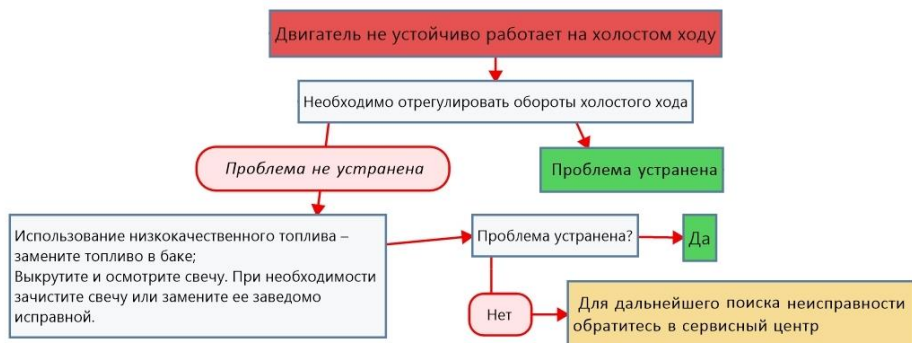 Двигатель не устойчиво работает на холостом ходу
Необходимо отрегулировать обороты холостого хода
Проблема не устранена
Проблема устранена
Использование низкокачественного топлива –
замените топливо в баке;
Выкрутите и осмотрите свечу. При необходимости
зачистите свечу или замените ее заведомо
исправной.
Проблема устранена?
Да
Нет
Для дальнейшего поиска неисправности
обратитесь в сервисный центр